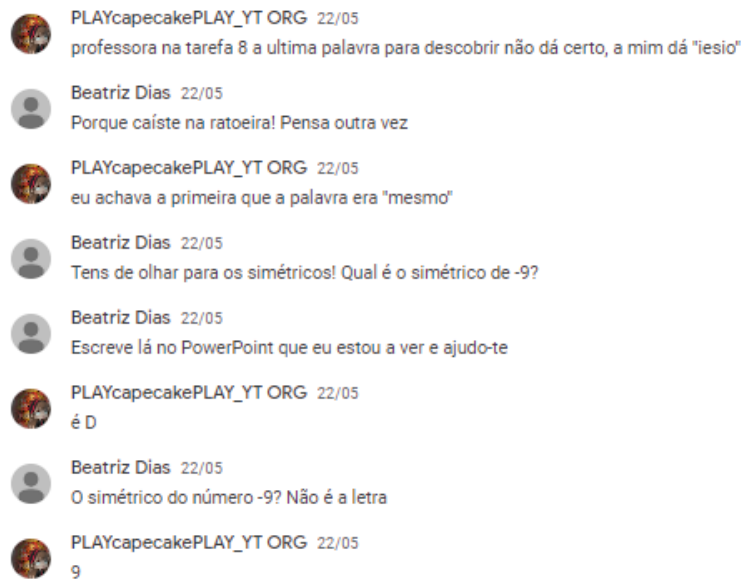 PLAYcapecakePLAY_YT ORG 22/05
professora na tarefa 8 a ultima palavra para descobrir não dá certo, a mim dá "iesio"
Beatriz Dias 22/05
Porque caíste na ratoeira! Pensa outra vez
PLAYcapecakePLAY_YT ORG 22/05
eu achava a primeira que a palavra era "mesmo"
Beatriz Dias 22/05
Tens de olhar para os simétricos! Qual é o simétrico de -9?
Beatriz Dias 22/05
Escreve lá no PowerPoint que eu estou a ver e ajudo-te
PLAYcapecakePLAY_YT ORG 22/05
é D
Beatriz Dias 22/05
O simétrico do número -9? Não é a letra
PLAYcapecakePLAY_YT ORG 22/05
9